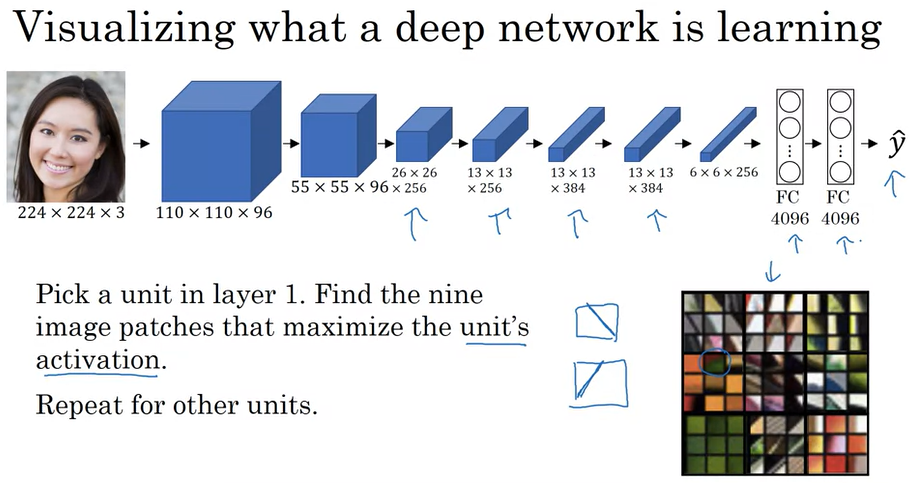 Visualizing what a deep network is learning
224 × 224 × 3
110 × 110 × 96
55 × 55 × 96
26 × 26
× 256
13 × 13
× 256
13 × 13
× 384
13 × 13
× 384
6 × 6 × 256
FC
4096
FC
4096
ŷ
Pick a unit in layer 1. Find the nine
image patches that maximize the unit's
activation.
Repeat for other units.